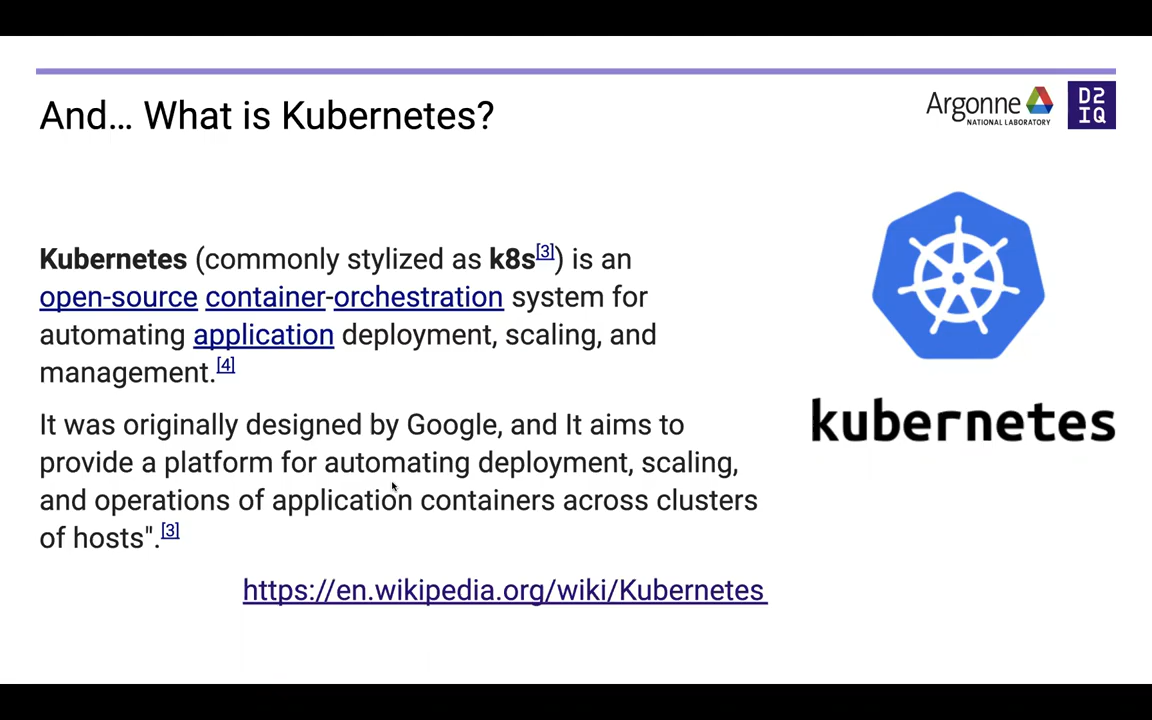 And... What is Kubernetes?
Argonne
NATIONAL LABORATORY
D2
IQ
Kubernetes (commonly stylized as k8s[3]) is an
open-source container-orchestration system for
automating application deployment, scaling, and
management.[4]
It was originally designed by Google, and It aims to
provide a platform for automating deployment, scaling,
and operations of application containers across clusters
of hosts".[3]
https://en.wikipedia.org/wiki/Kubernetes
kubernetes